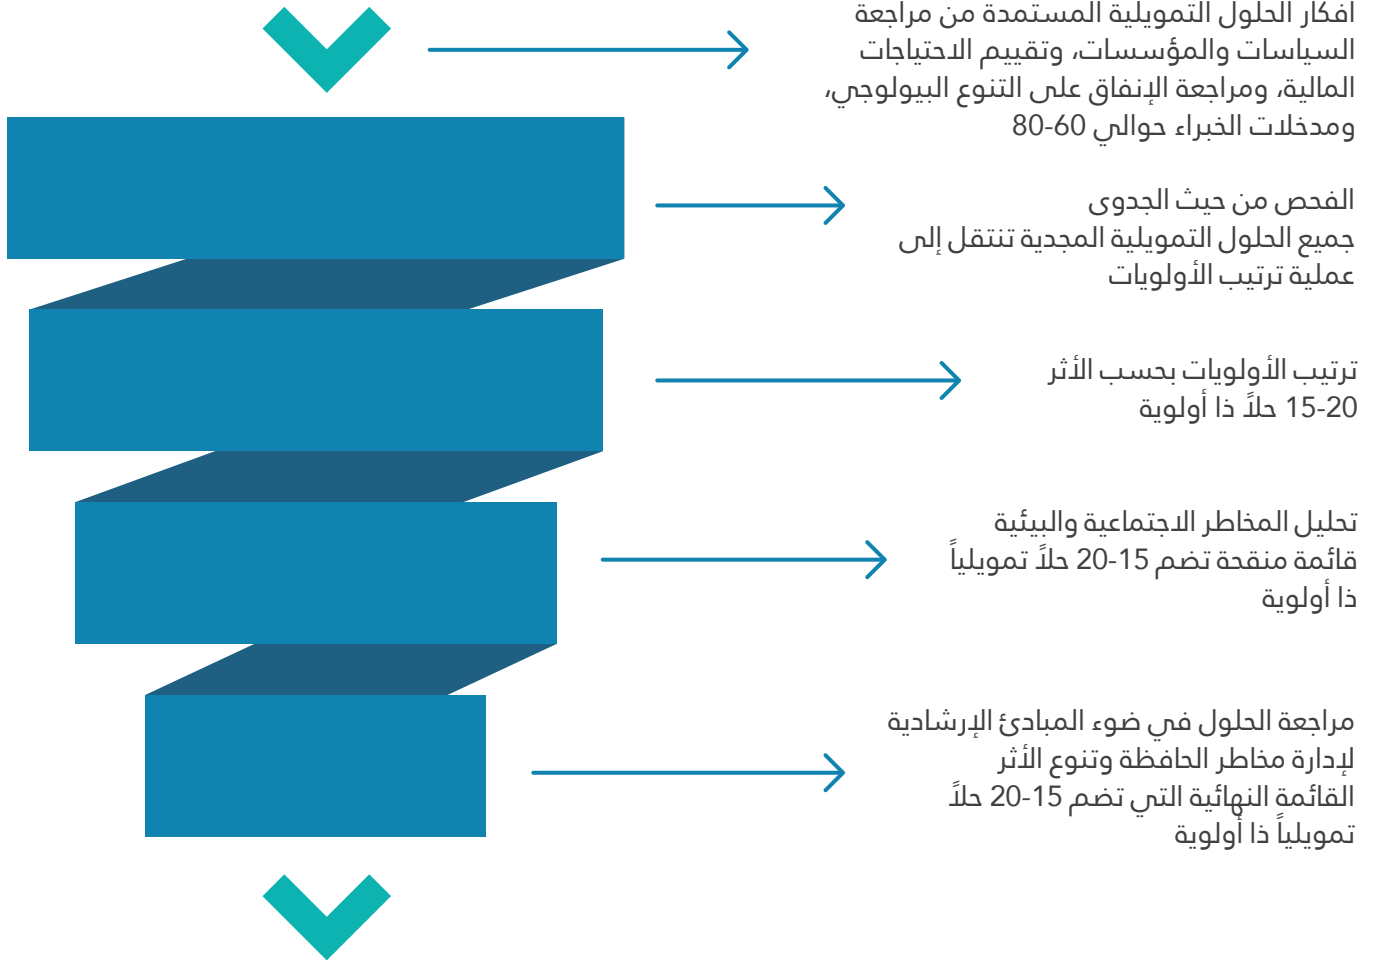 أفكار الحلول التمويلية المستمدة من مراجعة
السياسات والمؤسسات، وتقييم الاحتياجات
المالية، ومراجعة الإنفاق على التنوع البيولوجي،
ومدخلات الخبراء حوالي 60-80
الفحص من حيث الجدوى
جميع الحلول التمويلية المجدية تنتقل إلى
عملية ترتيب الأولويات
ترتيب الأولويات بحسب الأثر
15-20 حلاً ذا أولوية
تحليل المخاطر الاجتماعية والبيئية
قائمة منقحة تضم 15-20 حلاً تمويلياً
ذا أولوية
مراجعة الحلول في ضوء المبادئ الإرشادية
لإدارة مخاطر الحافظة وتنوع الأثر
القائمة النهائية التي تضم 15-20 حلاً
تمويلياً ذا أولوية